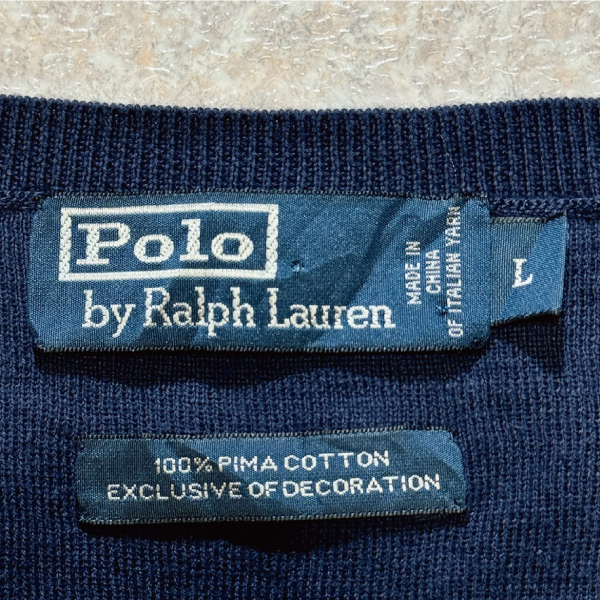 Polo
by Ralph Lauren
MADE IN
CHINA
OF ITALIAN YARN
L
100% PIMA COTTON
EXCLUSIVE OF DECORATION